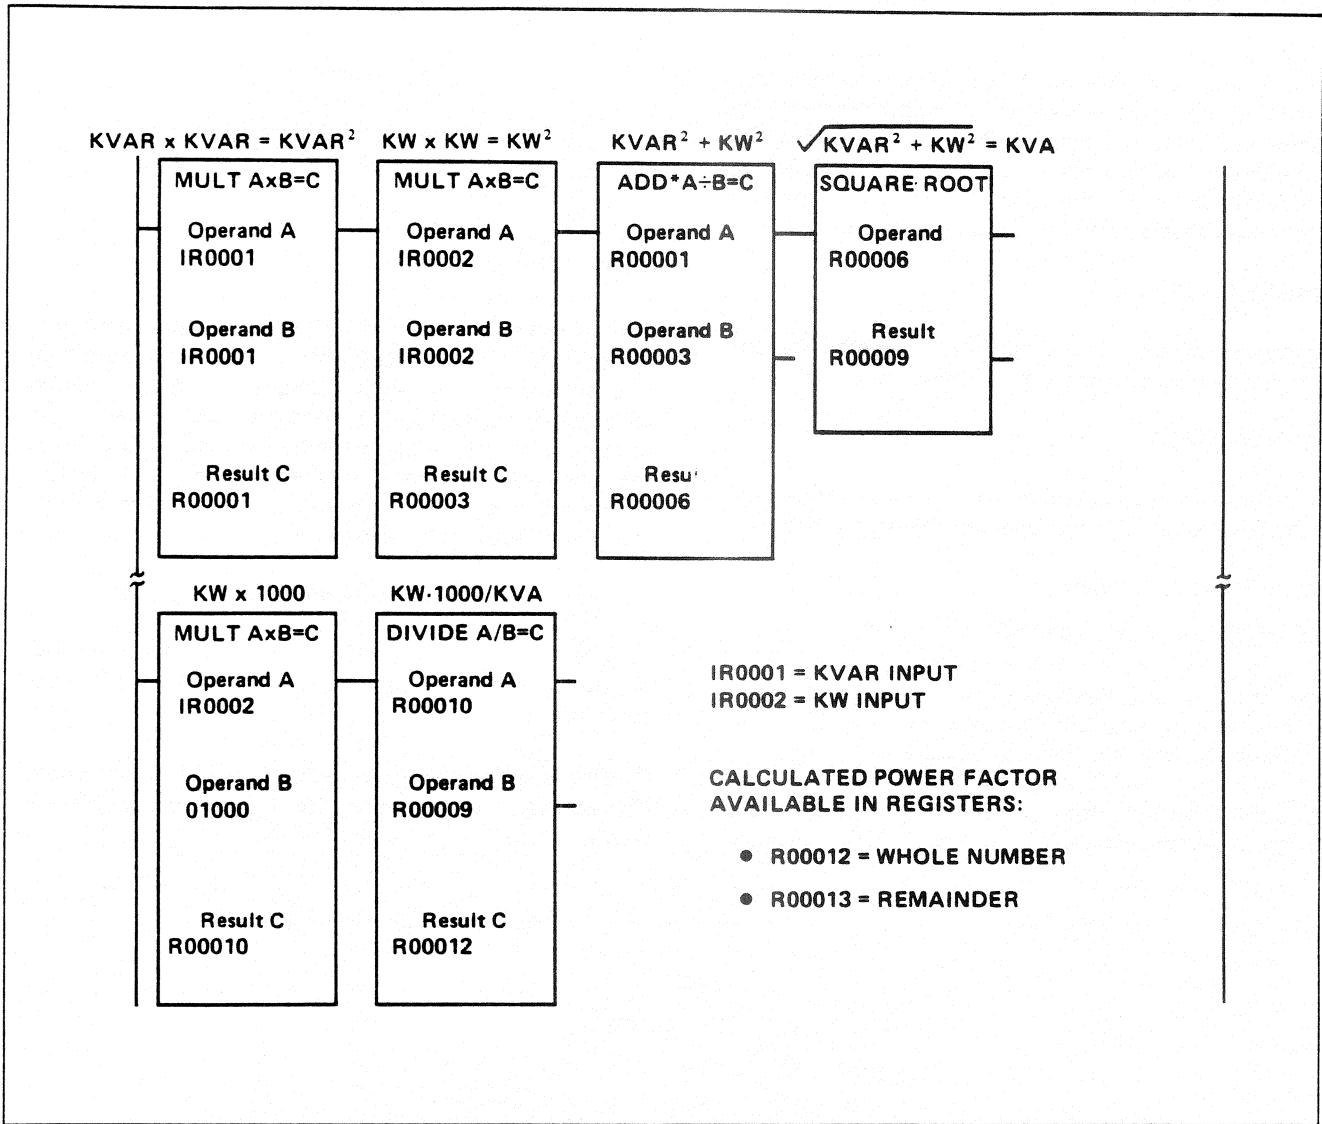 KVAR x KVAR = KVAR²
KW x KW = KW²
KVAR² + KW²
√KVAR² + KW² = KVA
MULT AxB=C
Operand A
IR0001
Operand B
IR0001
Result C
R00001
MULT AxB=C
Operand A
IR0002
Operand B
IR0002
Result C
R00003
ADD*A÷B=C
Operand A
R00001
Operand B
R00003
R00006
SQUARE ROOT
Operand
R00006
Result
R00009
KW x 1000
MULT AxB=C
Operand A
IR0002
Operand B
01000
Result C
R00010
KW·1000/KVA
DIVIDE A/B=C
Operand A
R00010
Operand B
R00009
Result C
R00012
IR0001 = KVAR INPUT
IR0002 = KW INPUT
CALCULATED POWER FACTOR
AVAILABLE IN REGISTERS:
● R00012 = WHOLE NUMBER
● R00013 = REMAINDER